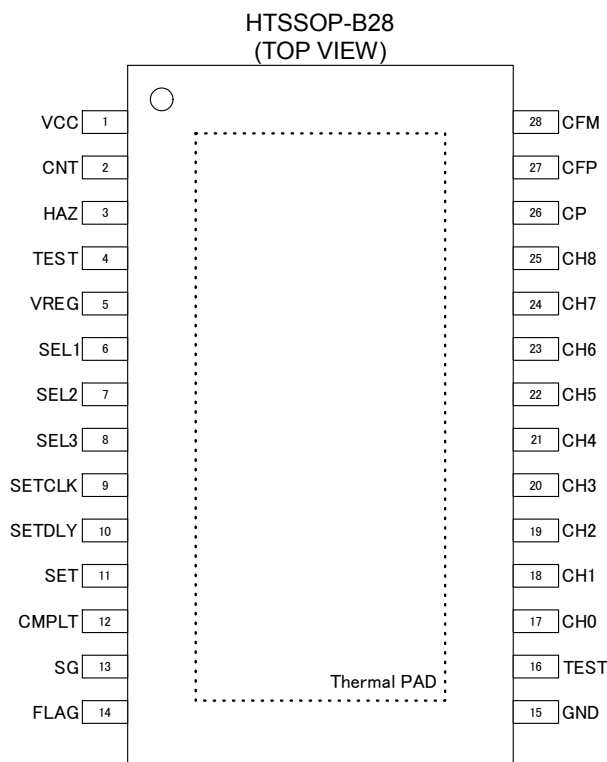 HTSSOP-B28
(TOP VIEW)
VCC 1 28 CFM
CNT 2 27 CFP
HAZ 3 26 CP
TEST 4 25 CH8
VREG 5 24 CH7
SEL1 6 23 CH6
SEL2 7 22 CH5
SEL3 8 21 CH4
SETCLK 9 20 CH3
SETDLY 10 19 CH2
SET 11 18 CH1
CMPLT 12 17 CH0
SG 13 16 TEST
Thermal PAD
FLAG 14 15 GND